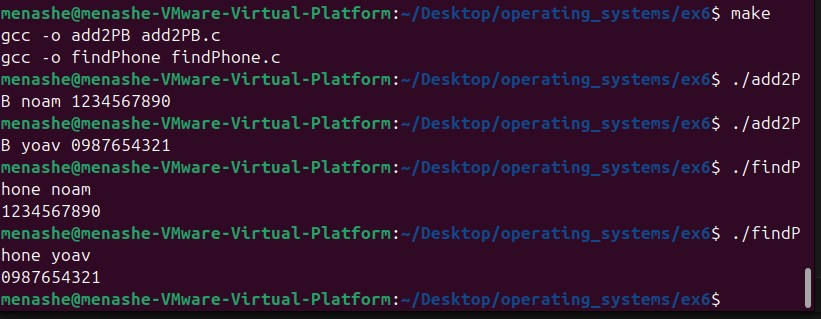 menashe@menashe-VMware-Virtual-Platform:~/Desktop/operating_systems/ex6$ make
gcc -o add2PB add2PB.c
gcc -o findPhone findPhone.c
menashe@menashe-VMware-Virtual-Platform:~/Desktop/operating_systems/ex6$ ./add2P
B noam 1234567890
menashe@menashe-VMware-Virtual-Platform:~/Desktop/operating_systems/ex6$ ./add2P
B yoav 0987654321
menashe@menashe-VMware-Virtual-Platform:~/Desktop/operating_systems/ex6$ ./findP
hone noam
1234567890
menashe@menashe-VMware-Virtual-Platform:~/Desktop/operating_systems/ex6$ ./findP
hone yoav
0987654321
menashe@menashe-VMware-Virtual-Platform:~/Desktop/operating_systems/ex6$